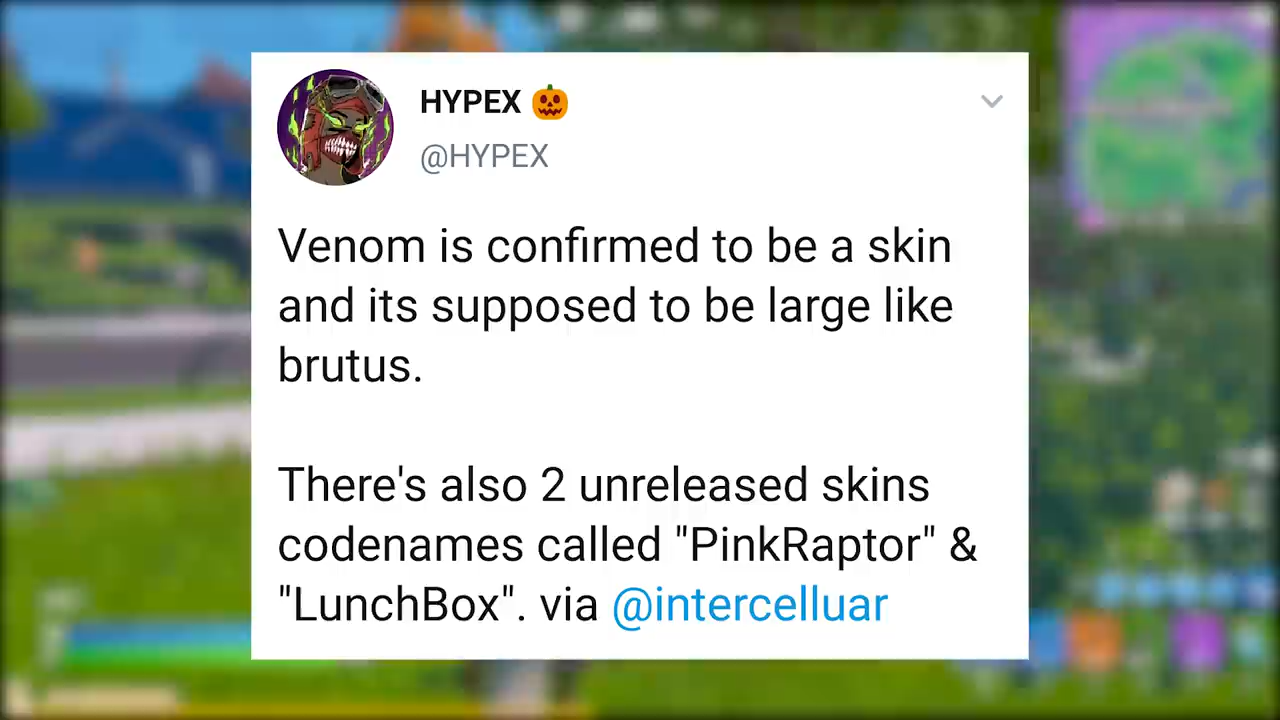 HYPEX 🎃
@HYPEX
Venom is confirmed to be a skin
and its supposed to be large like
brutus.
There's also 2 unreleased skins
codenames called "PinkRaptor" &
"LunchBox". via @intercelluar